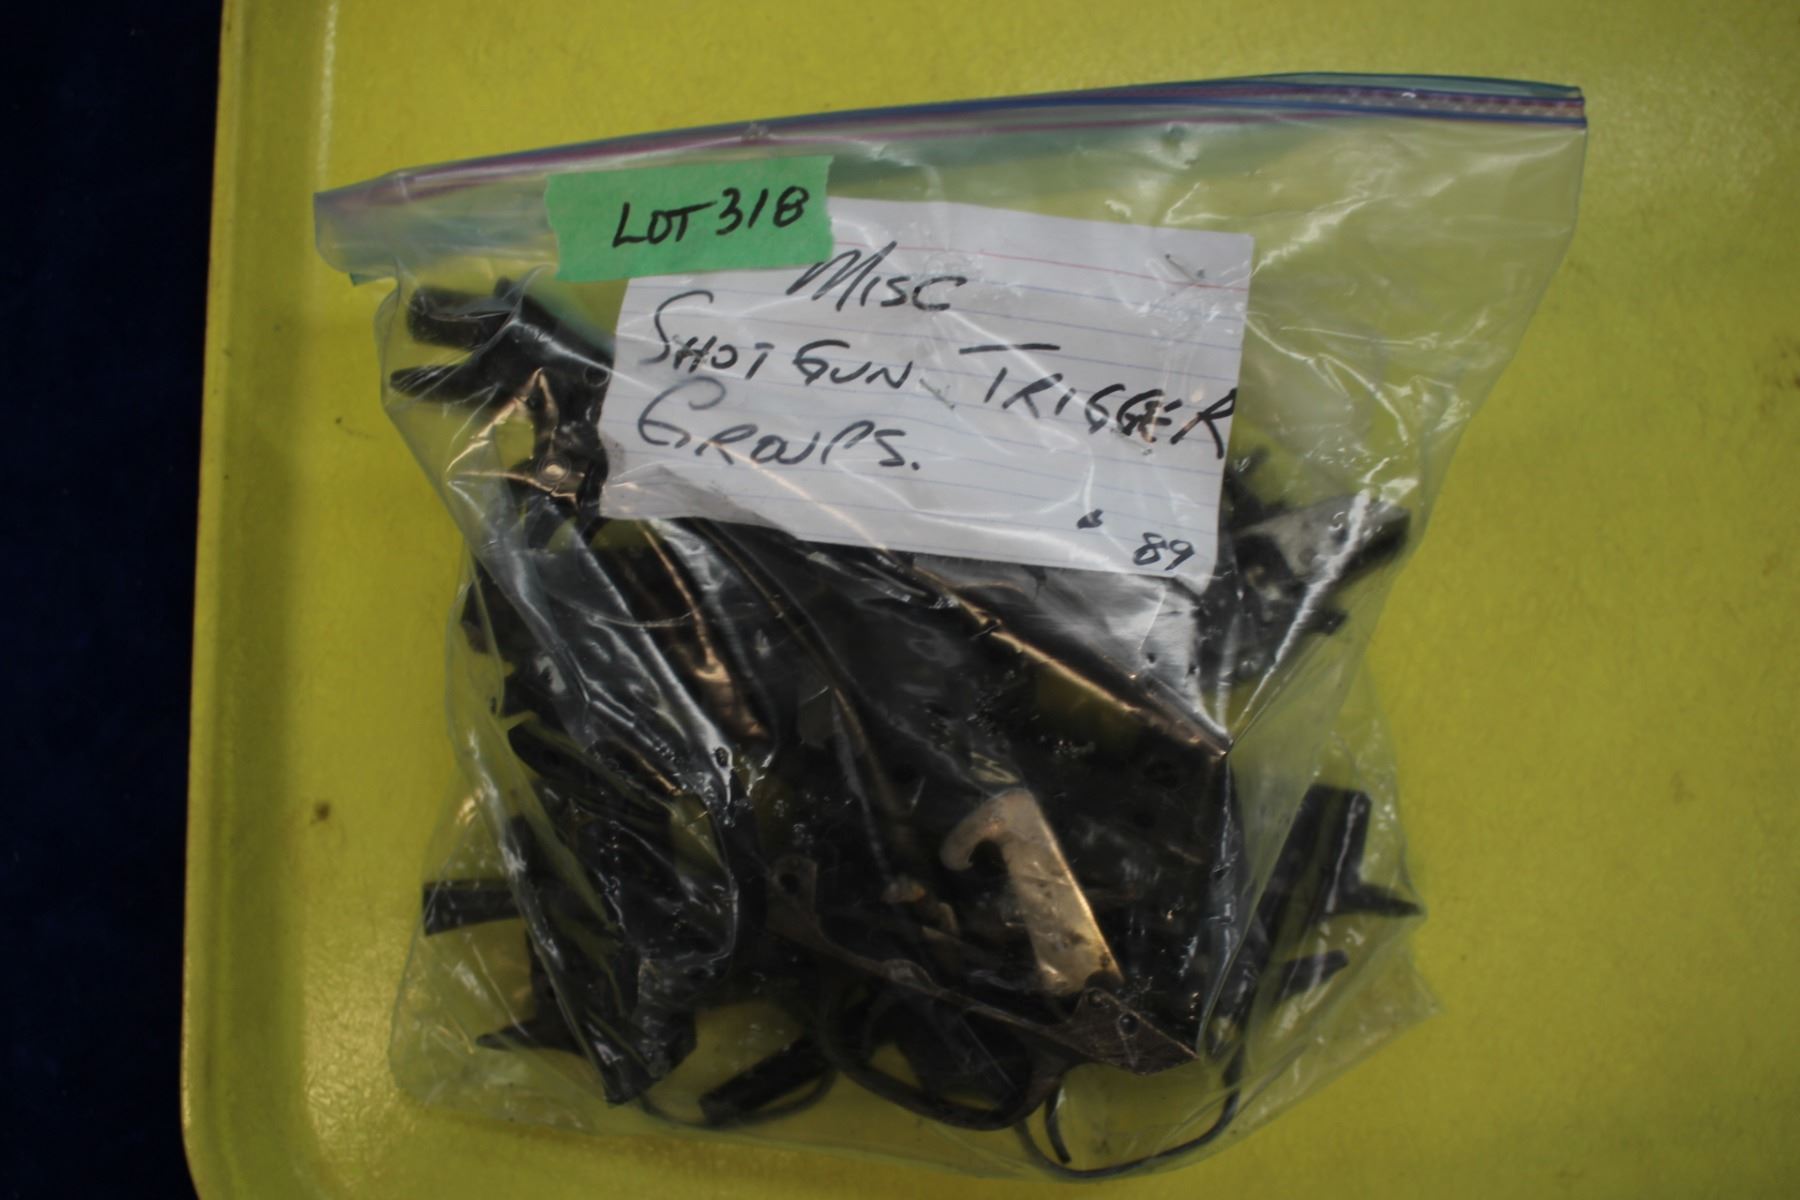 LOT 318
MISC
SHOTGUN TRIGGER
GROUPS.
89